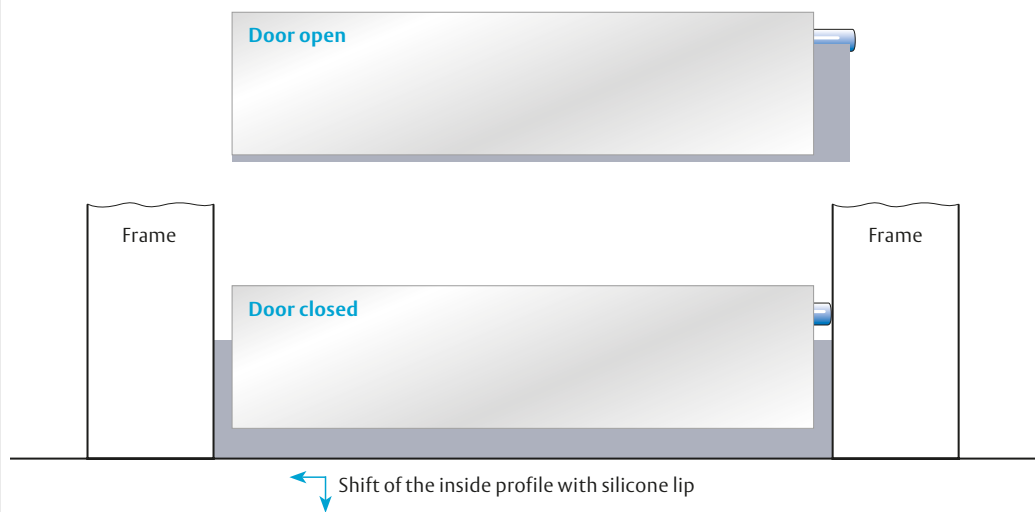 Door open
Frame
Frame
Door closed
Shift of the inside profile with silicone lip